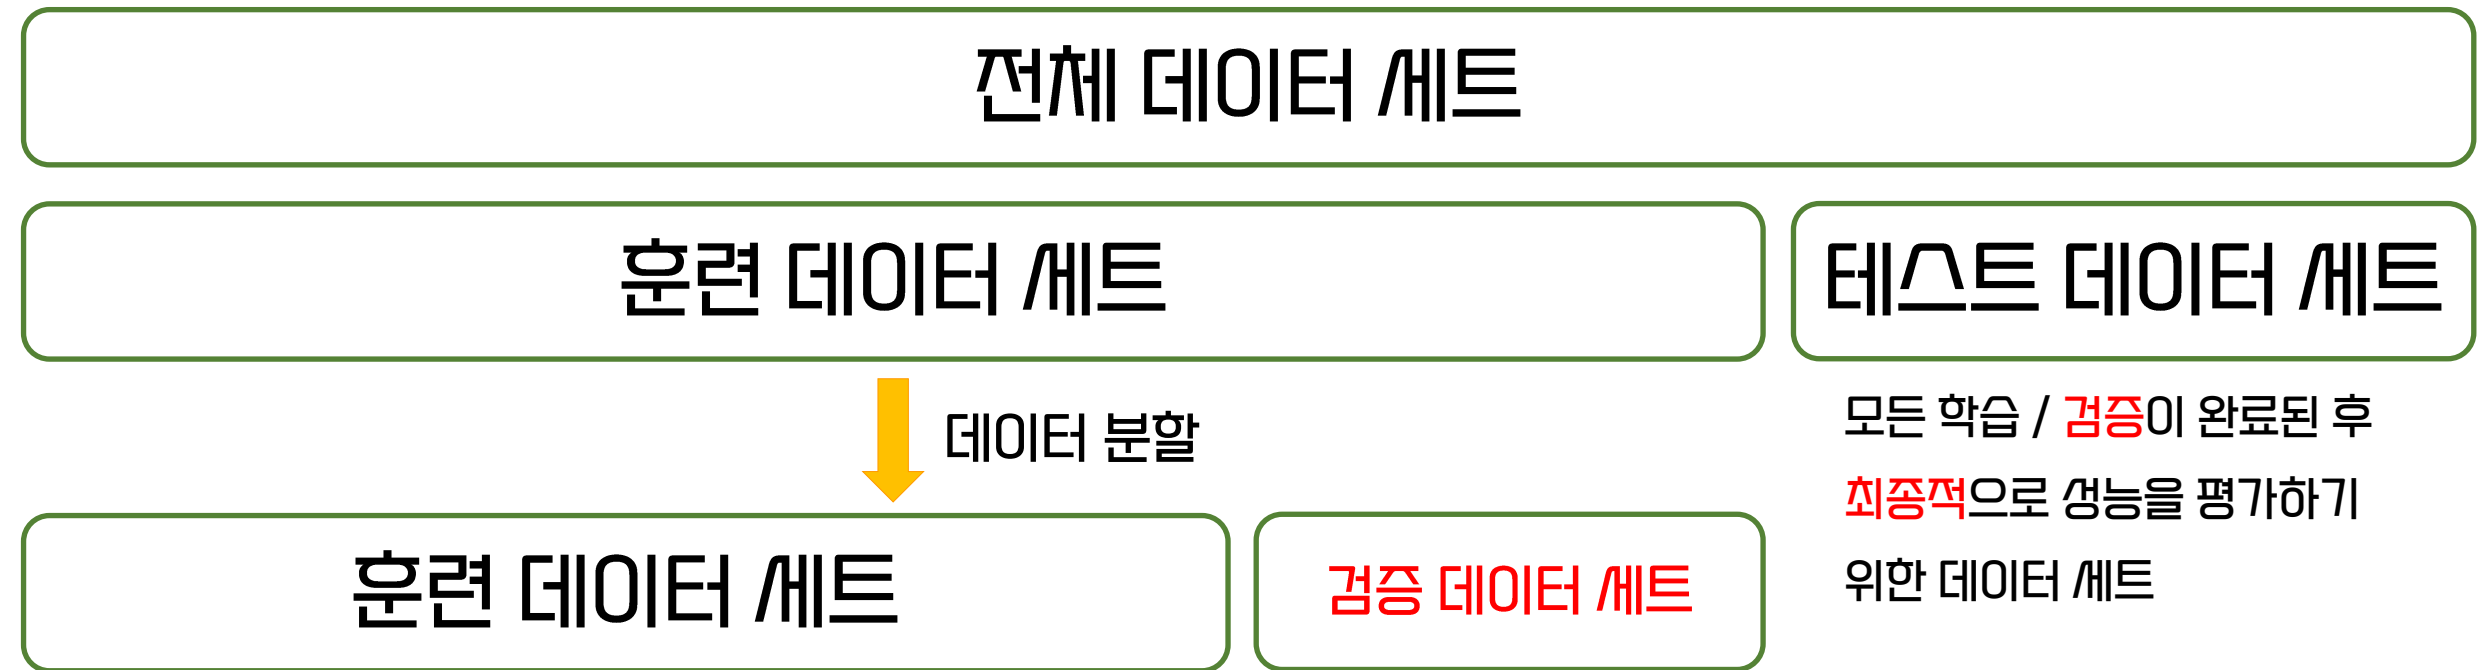 전체 데이터 세트
훈련 데이터 세트
테스트 데이터 세트
데이터 분할
모든 학습 / 검증이 완료된 후
최종적으로 성능을 평가하기
위한 데이터 세트
훈련 데이터 세트
검증 데이터 세트